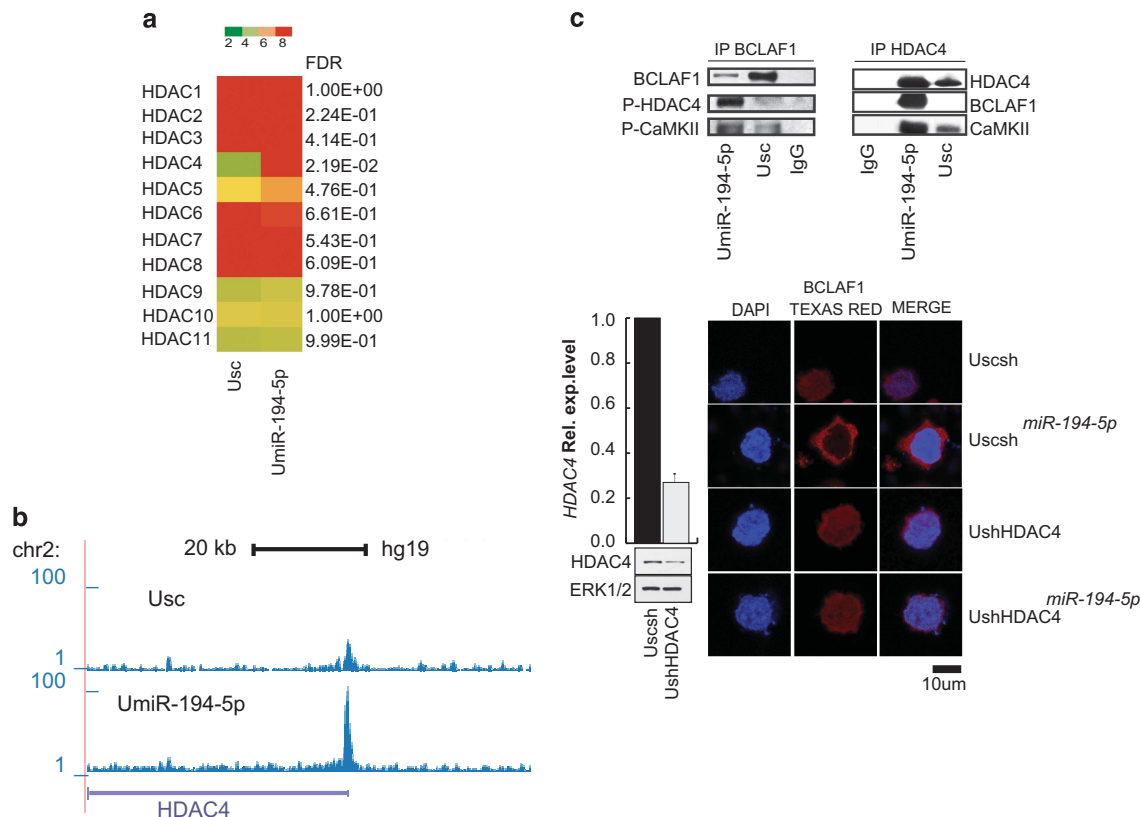 a
2 4 6 8
FDR
HDAC1 1.00E+00
HDAC2 2.24E-01
HDAC3 4.14E-01
HDAC4 2.19E-02
HDAC5 4.76E-01
HDAC6 6.61E-01
HDAC7 5.43E-01
HDAC8 6.09E-01
HDAC9 9.78E-01
HDAC10 1.00E+00
HDAC11 9.99E-01
Usc
UmiR-194-5p
b
chr2: 20 kb hg19
100
Usc
1
100
UmiR-194-5p
1
HDAC4
c
IP BCLAF1
BCLAF1
P-HDAC4
P-CaMKII
UmiR-194-5p
Usc
IgG
IP HDAC4
HDAC4
BCLAF1
CaMKII
IgG
UmiR-194-5p
Usc
HDAC4 Rel. exp.level
1.0
0.8
0.6
0.4
0.2
0.0
HDAC4
ERK1/2
Uscsh
UshHDAC4
BCLAF1
DAPI TEXAS RED MERGE
Uscsh
Uscsh miR-194-5p
UshHDAC4
UshHDAC4 miR-194-5p
10um